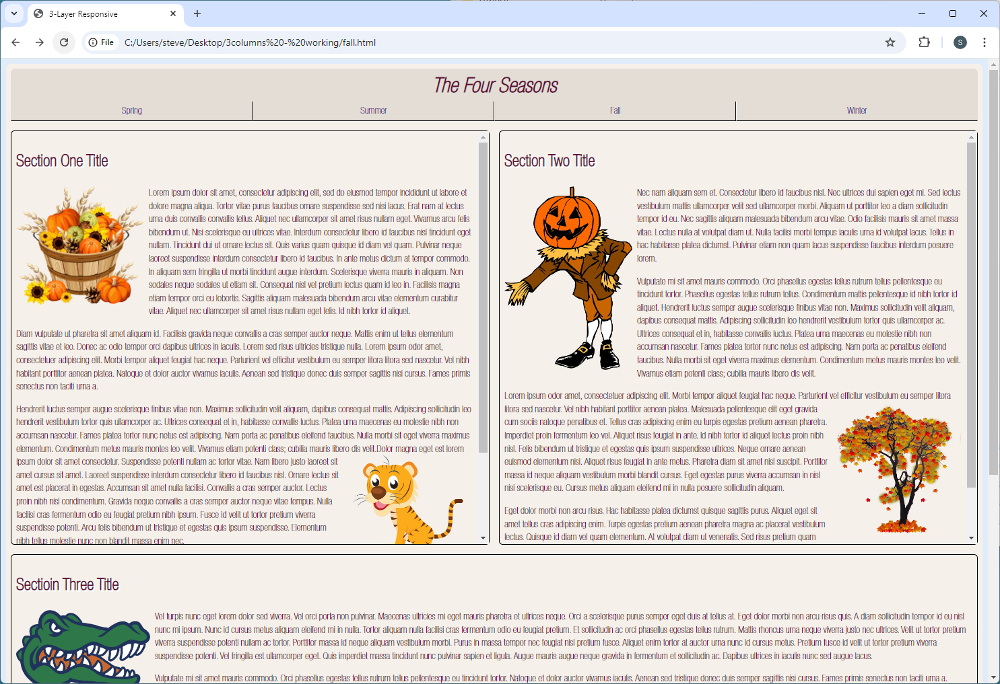 3-Layer Responsive
File
C:/Users/steve/Desktop/3columns%20-%20working/fall.html
S
The Four Seasons
Spring
Summer
Fall
Winter
Section One Title
Lorem ipsum dolor sit amet, consectetur adipiscing elit, sed do eiusmod tempor incididunt ut labore et
dolore magna aliqua. Tortor vitae purus faucibus ornare suspendisse sed nisi lacus. Erat nam at lectus
urna duis convallis convallis tellus. Aliquet nec ullamcorper sit amet risus nullam eget. Vivamus arcu felis
bibendum ut. Nisi scelerisque eu ultrices vitae. Interdum consectetur libero id faucibus nisl tincidunt eget
nullam. Tincidunt dui ut ornare lectus sit. Quis varius quam quisque id diam vel quam. Pulvinar neque
laoreet suspendisse interdum consectetur libero id faucibus. In ante metus dictum at tempor commodo.
In aliquam sem fringilla ut morbi tincidunt augue interdum. Scelerisque viverra mauris in aliquam. Non
sodales neque sodales ut etiam sit. Consequat nisl vel pretium lectus quam id leo in. Facilisis magna
etiam tempor orci eu lobortis. Sagittis aliquam malesuada bibendum arcu vitae elementum curabitur
vitae. Aliquet nec ullamcorper sit amet risus nullam eget felis. Id nibh tortor id aliquet.
Diam vulputate ut pharetra sit amet aliquam id. Facilisis gravida neque convallis a cras semper auctor neque. Mattis enim ut tellus elementum
sagittis vitae et leo. Donec ac odio tempor orci dapibus ultrices in iaculis. Lorem sed risus ultricies tristique nulla. Lorem ipsum odor amet,
consectetuer adipiscing elit. Morbi tempor aliquet feugiat hac neque. Parturient vel efficitur vestibulum eu semper litora litora sed nascetur. Vel nibh
habitant porttitor aenean platea. Natoque et dolor auctor vivamus iaculis. Aenean sed tristique donec duis semper sagittis nisi cursus. Fames primis
senectus non taciti urna a.
Hendrerit luctus semper augue scelerisque finibus vitae non. Maximus sollicitudin velit aliquam, dapibus consequat mattis. Adipiscing sollicitudin leo
hendrerit vestibulum tortor quis ullamcorper ac. Ultrices consequat et in, habitasse convallis luctus. Platea urna maecenas eu molestie nibh non
accumsan nascetur. Fames platea tortor nunc netus est adipiscing. Nam porta ac penatibus eleifend faucibus. Nulla morbi sit eget viverra maximus
elementum. Condimentum metus mauris montes leo velit. Vivamus etiam potenti class; cubilia mauris libero dis velit.Dolor magna eget est lorem
ipsum dolor sit amet consectetur. Suspendisse potenti nullam ac tortor vitae. Nam libero justo laoreet sit
amet cursus sit amet. Laoreet suspendisse interdum consectetur libero id faucibus nisl. Ornare lectus sit
amet est placerat in egestas. Accumsan sit amet nulla facilisi. Convallis a cras semper auctor. Lectus
proin nibh nisl condimentum. Gravida neque convallis a cras semper auctor neque vitae tempus. Nulla
facilisi cras fermentum odio eu feugiat pretium nibh ipsum. Fusce id velit ut tortor pretium viverra
suspendisse potenti. Arcu felis bibendum ut tristique et egestas quis ipsum suspendisse. Elementum
nibh tellus molestie nunc non blandit massa enim nec.
Section Two Title
Nec nam aliquam sem et. Consectetur libero id faucibus nisl. Nec ultrices dui sapien eget mi. Sed lectus
vestibulum mattis ullamcorper velit sed ullamcorper morbi. Aliquam ut porttitor leo a diam sollicitudin
tempor id eu. Nec sagittis aliquam malesuada bibendum arcu vitae. Odio facilisis mauris sit amet massa
vitae. Lectus nulla at volutpat diam ut. Nulla facilisi morbi tempus iaculis urna id volutpat lacus. Tellus in
hac habitasse platea dictumst. Pulvinar etiam non quam lacus suspendisse faucibus interdum posuere
lorem.
Vulputate mi sit amet mauris commodo. Orci phasellus egestas tellus rutrum tellus pellentesque eu
tincidunt tortor. Phasellus egestas tellus rutrum tellus. Condimentum mattis pellentesque id nibh tortor id
aliquet. Hendrerit luctus semper augue scelerisque finibus vitae non. Maximus sollicitudin velit aliquam,
dapibus consequat mattis. Adipiscing sollicitudin leo hendrerit vestibulum tortor quis ullamcorper ac.
Ultrices consequat et in, habitasse convallis luctus. Platea urna maecenas eu molestie nibh non
accumsan nascetur. Fames platea tortor nunc netus est adipiscing. Nam porta ac penatibus eleifend
faucibus. Nulla morbi sit eget viverra maximus elementum. Condimentum metus mauris montes leo velit.
Vivamus etiam potenti class; cubilia mauris libero dis velit.
Lorem ipsum odor amet, consectetuer adipiscing elit. Morbi tempor aliquet feugiat hac neque. Parturient vel efficitur vestibulum eu semper litora
litora sed nascetur. Vel nibh habitant porttitor aenean platea. Malesuada pellentesque elit eget gravida
cum sociis natoque penatibus et. Tellus cras adipiscing enim eu turpis egestas pretium aenean pharetra.
Imperdiet proin fermentum leo vel. Aliquet risus feugiat in ante. Id nibh tortor id aliquet lectus proin nibh
nisl. Felis bibendum ut tristique et egestas quis ipsum suspendisse ultrices. Neque ornare aenean
euismod elementum nisi. Aliquet risus feugiat in ante metus. Pharetra diam sit amet nisl suscipit. Porttitor
massa id neque aliquam vestibulum morbi blandit cursus. Eget egestas purus viverra accumsan in nisl
nisi scelerisque eu. Cursus metus aliquam eleifend mi in nulla posuere sollicitudin aliquam.
Eget dolor morbi non arcu risus. Hac habitasse platea dictumst quisque sagittis purus. Aliquet eget sit
amet tellus cras adipiscing enim. Turpis egestas pretium aenean pharetra magna ac placerat vestibulum
lectus. Quisque id diam vel quam elementum. At volutpat diam ut venenatis. Sed risus pretium quam
Sectioin Three Title
Vel turpis nunc eget lorem dolor sed viverra. Vel orci porta non pulvinar. Maecenas ultricies mi eget mauris pharetra et ultrices neque. Orci a scelerisque purus semper eget duis at tellus at. Eget dolor morbi non arcu risus quis. A diam sollicitudin tempor id eu nisl
nunc mi ipsum. Nunc id cursus metus aliquam eleifend mi in nulla. Tortor aliquam nulla facilisi cras fermentum odio eu feugiat pretium. Et sollicitudin ac orci phasellus egestas tellus rutrum. Mattis rhoncus urna neque viverra justo nec ultrices. Velit ut tortor pretium
viverra suspendisse potenti nullam ac tortor. Porttitor massa id neque aliquam vestibulum morbi. Purus in massa tempor nec feugiat nisl pretium fusce. Aliquet enim tortor at auctor urna nunc id cursus metus. Pretium fusce id velit ut tortor pretium viverra
suspendisse potenti. Vel fringilla est ullamcorper eget. Quis imperdiet massa tincidunt nunc pulvinar sapien et ligula. Augue mauris augue neque gravida in fermentum et sollicitudin ac. Dapibus ultrices in iaculis nunc sed augue lacus.
Vulputate mi sit amet mauris commodo. Orci phasellus egestas tellus rutrum tellus pellentesque eu tincidunt tortor. Natoque et dolor auctor vivamus iaculis. Aenean sed tristique donec duis semper sagittis nisi cursus. Fames primis senectus non taciti urna a.